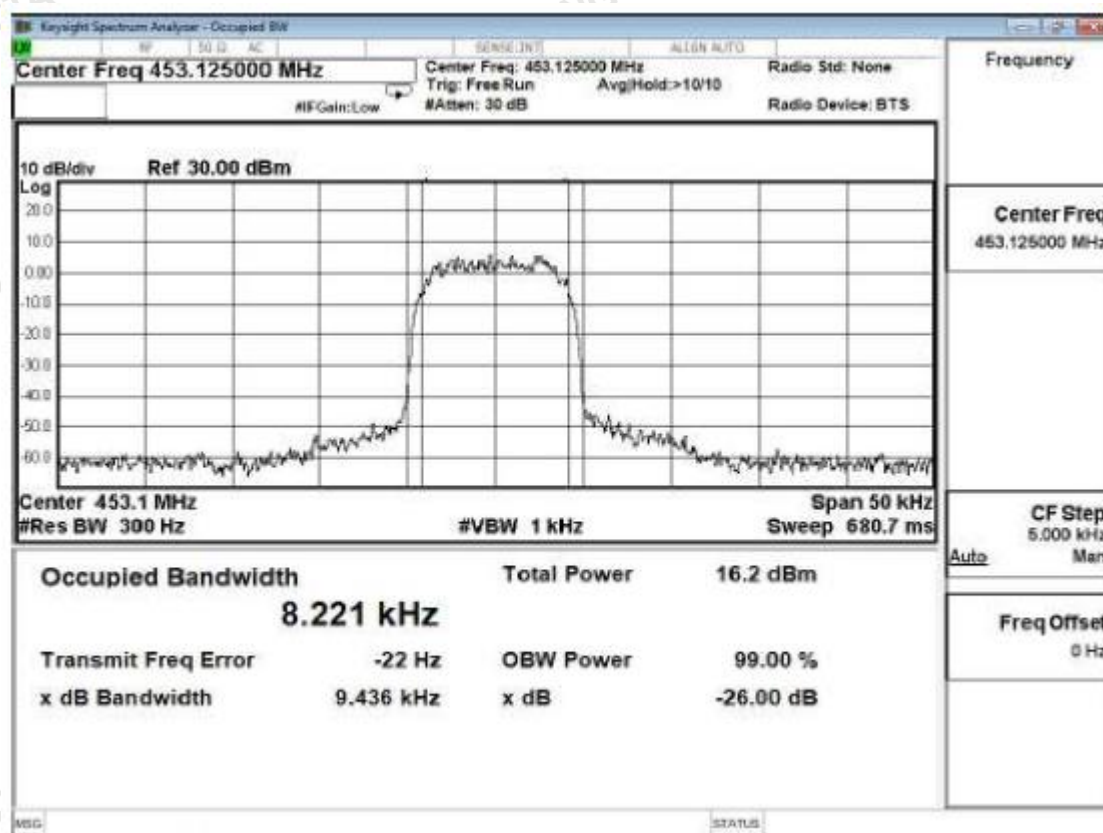 Keysight Spectrum Analyser - Occupied BW
RF 50 Ω AC SENSE:INT ALIGN AUTO
Center Freq 453.125000 MHz
Center Freq: 453.125000 MHz
Radio Std: None
Trig: Free Run Avg|Hold:>10/10
#IFGain:Low #Atten: 30 dB
Radio Device: BTS
10 dB/div Ref 30.00 dBm
Log
20.0
10.0
0.00
-10.0
-20.0
-30.0
-40.0
-50.0
-60.0
Center 453.1 MHz Span 50 kHz
#Res BW 300 Hz #VBW 1 kHz Sweep 680.7 ms
Occupied Bandwidth Total Power 16.2 dBm
8.221 kHz
Transmit Freq Error -22 Hz OBW Power 99.00 %
x dB Bandwidth 9.436 kHz x dB -26.00 dB
MSG STATUS
Frequency
Center Freq
453.125000 MHz
CF Step
5.000 kHz
Auto Man
Freq Offset
0 Hz